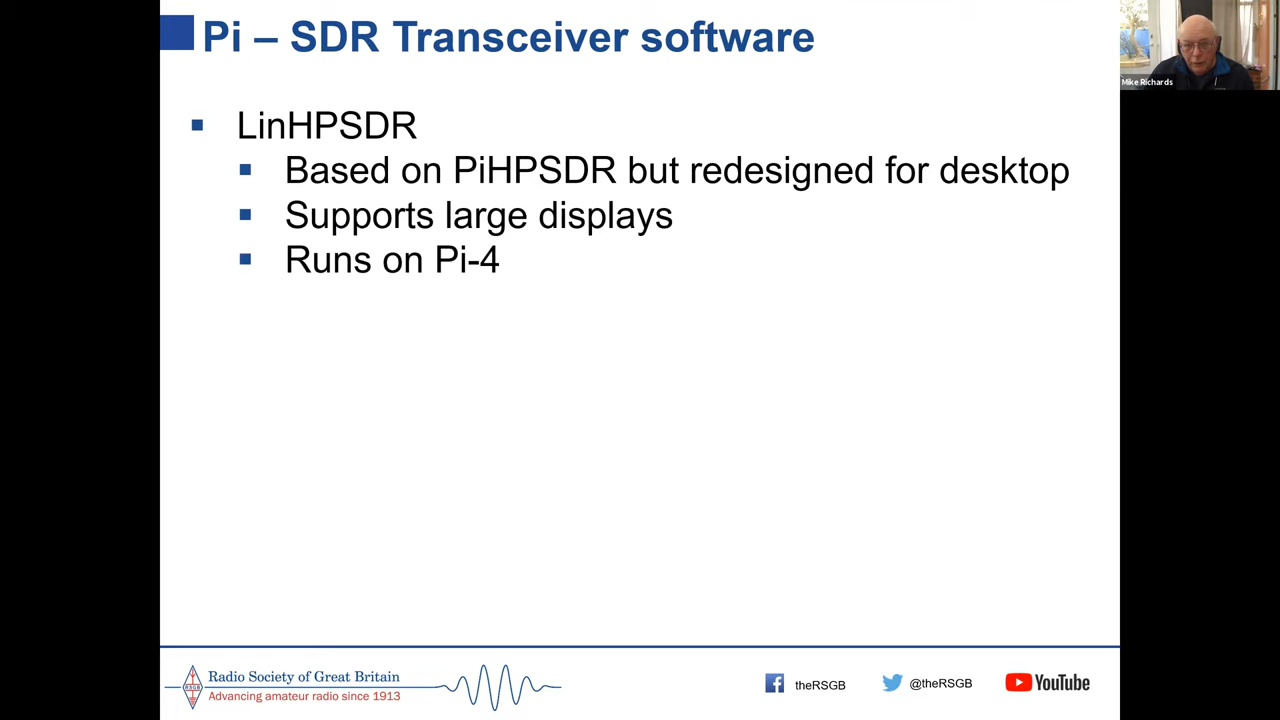 Pi – SDR Transceiver software
Mike Richards
▪ LinHPSDR
▪ Based on PiHPSDR but redesigned for desktop
▪ Supports large displays
▪ Runs on Pi-4
RSGB
Radio Society of Great Britain
Advancing amateur radio since 1913
theRSGB
@theRSGB
YouTube